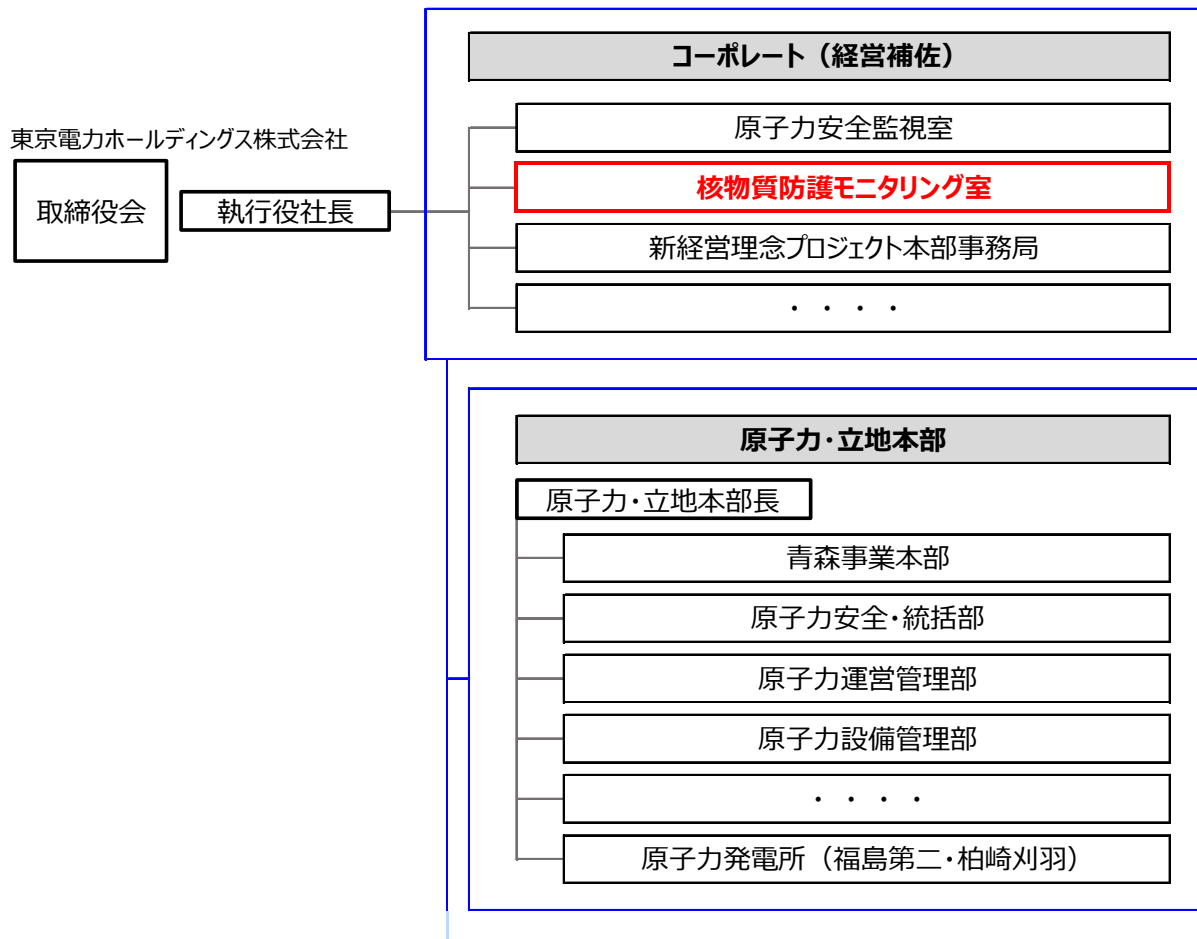 コーポレート（経営補佐）
東京電力ホールディングス株式会社
取締役会
執行役社長
原子力安全監視室
核物質防護モニタリング室
新経営理念プロジェクト本部事務局
・・・・
原子力・立地本部
原子力・立地本部長
青森事業本部
原子力安全・統括部
原子力運営管理部
原子力設備管理部
・・・・
原子力発電所（福島第二・柏崎刈羽）